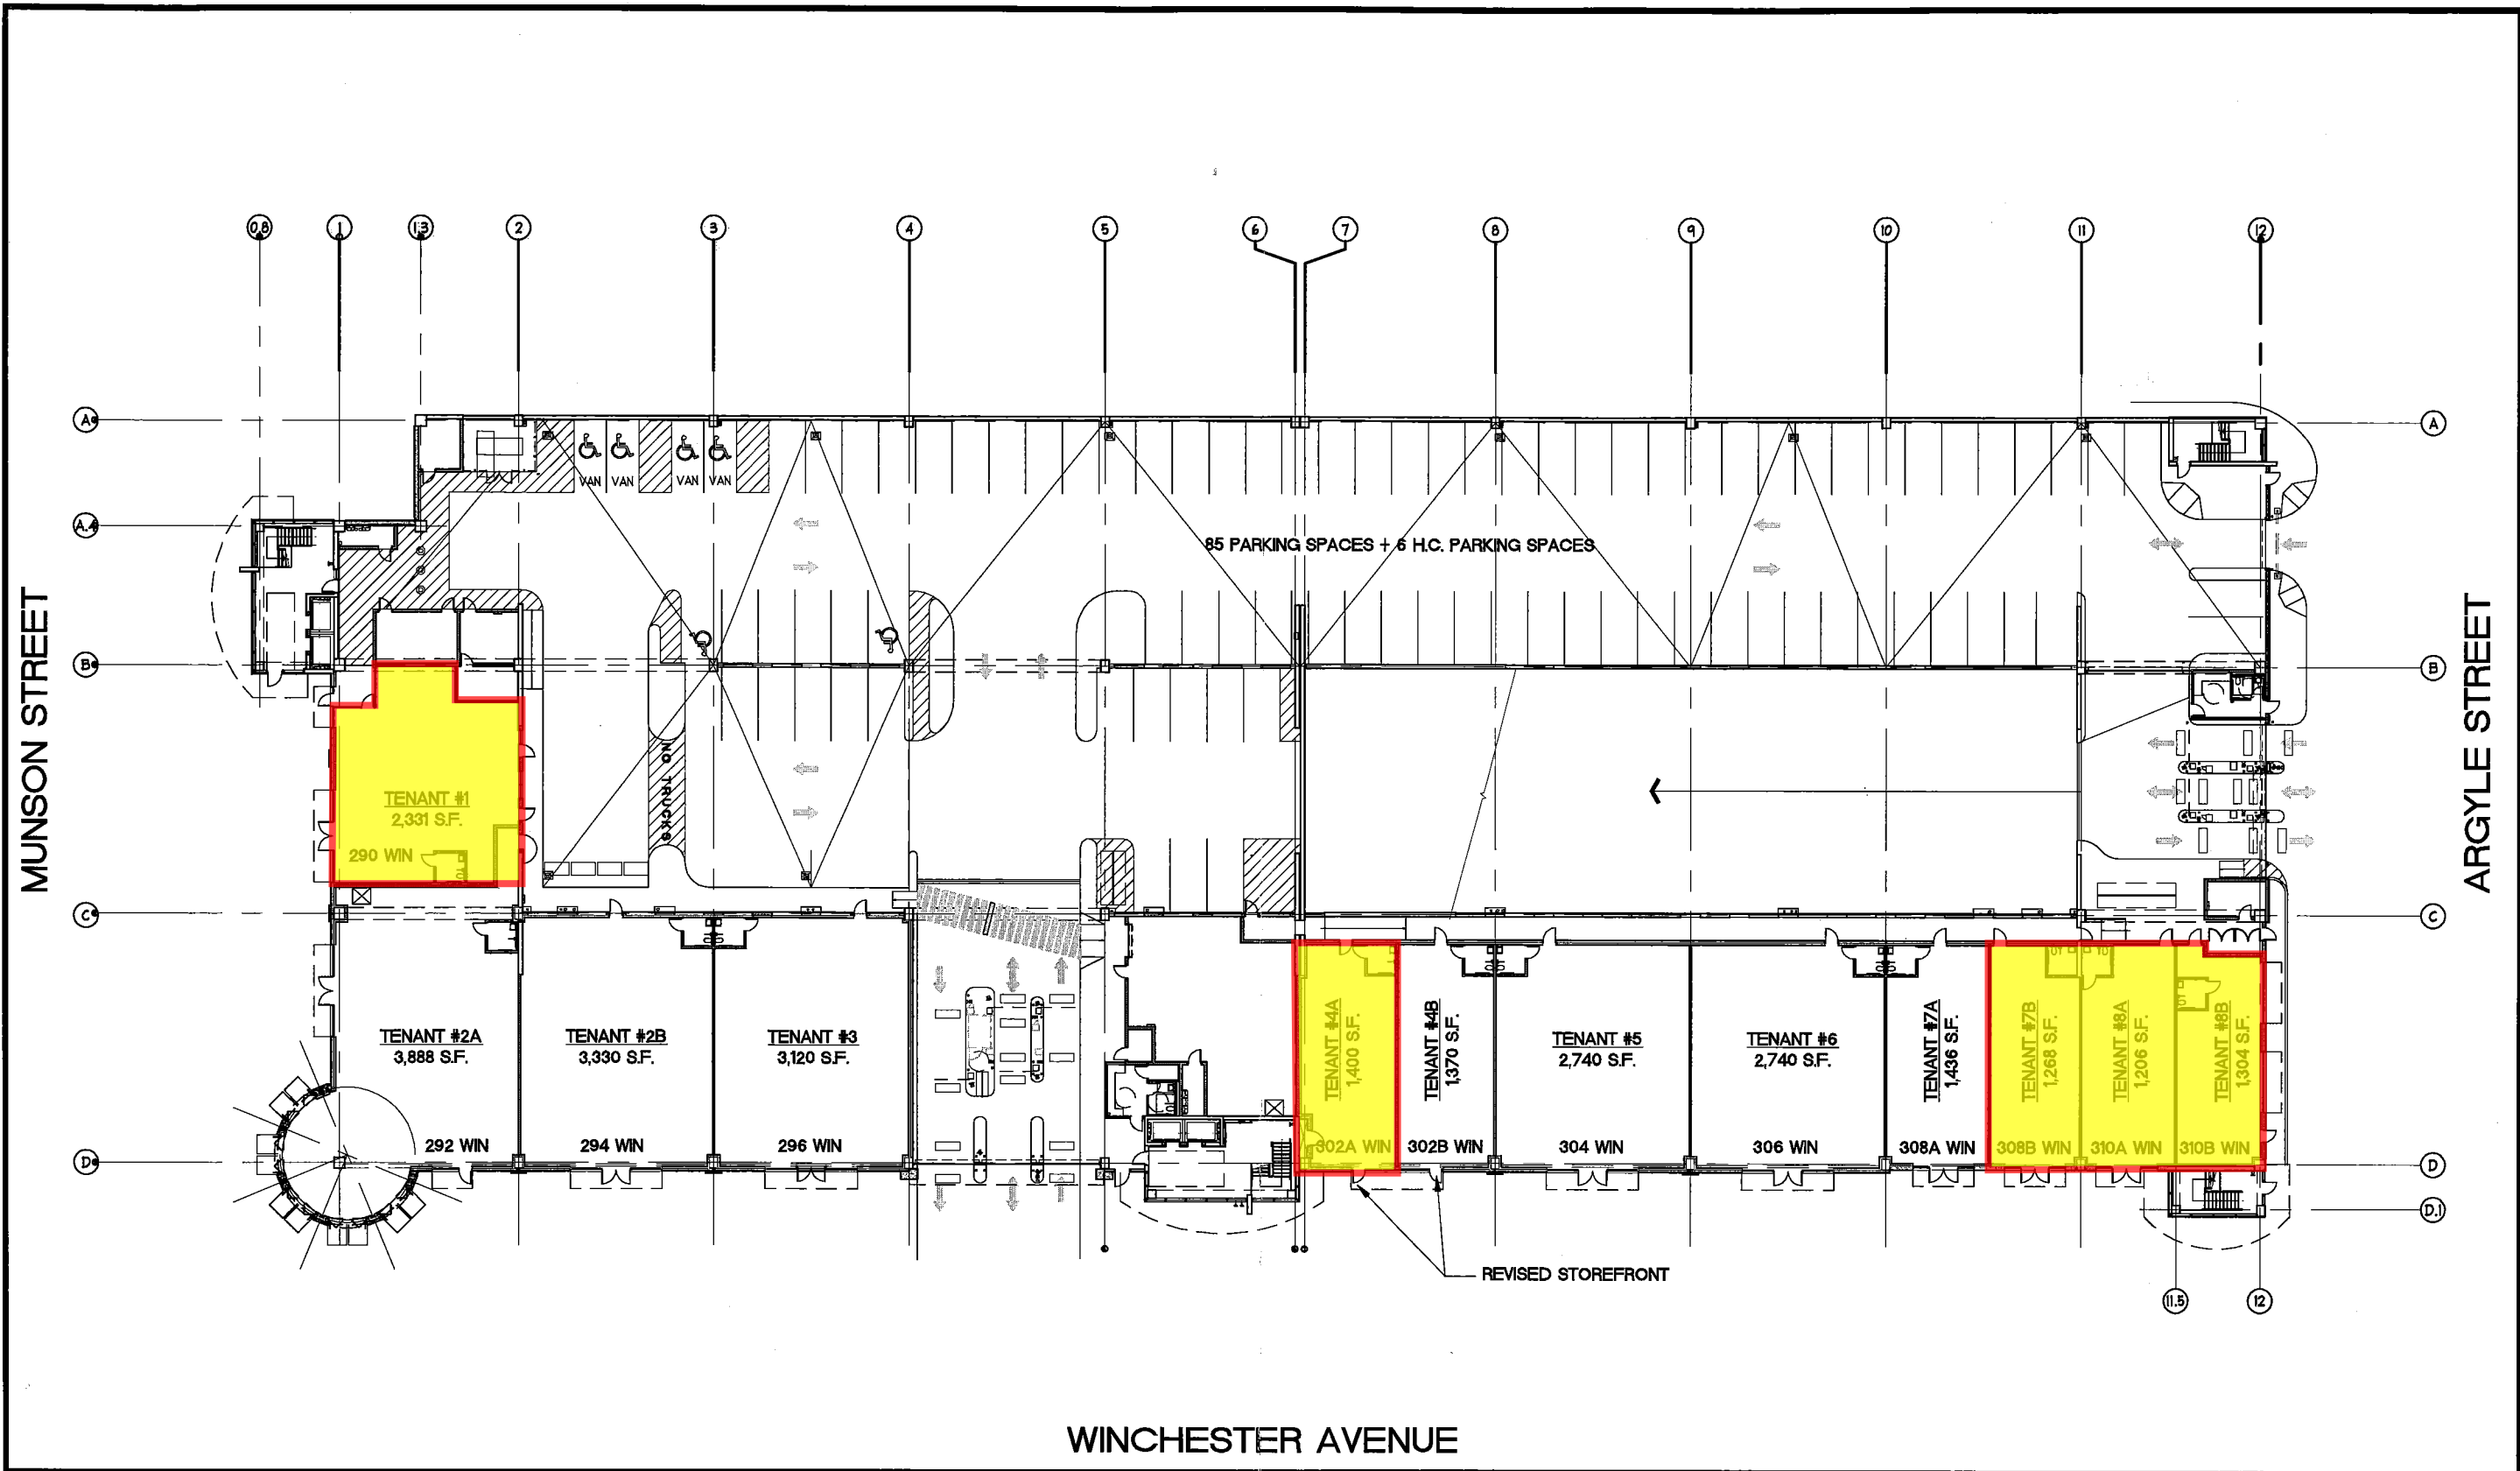 0.8
1
1.3
2
3
4
5
6
7
8
9
10
11
12
A
A
VAN
VAN
VAN
VAN
A.4
85 PARKING SPACES + 6 H.C. PARKING SPACES
MUNSON STREET
ARGYLE STREET
B
B
NO TRUCKS
TENANT #1
2,331 S.F.
290 WIN
C
C
TENANT #2A
3,888 S.F.
292 WIN
TENANT #2B
3,330 S.F.
294 WIN
TENANT #3
3,120 S.F.
296 WIN
TENANT #4A
1,400 S.F.
302A WIN
TENANT #4B
1,370 S.F.
302B WIN
TENANT #5
2,740 S.F.
304 WIN
TENANT #6
2,740 S.F.
306 WIN
TENANT #7A
1,436 S.F.
308A WIN
TENANT #7B
1,268 S.F.
308B WIN
TENANT #8A
1,206 S.F.
310A WIN
TENANT #8B
1,304 S.F.
310B WIN
D
D
D.1
REVISED STOREFRONT
11.5
12
WINCHESTER AVENUE